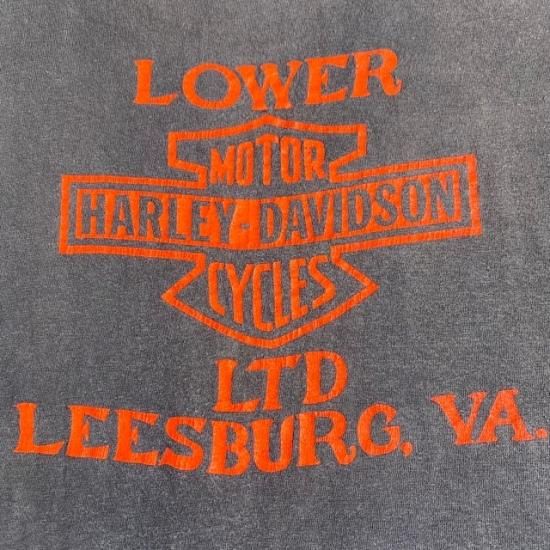 LOWER
MOTOR
HARLEY-DAVIDSON
CYCLES
LTD
LEESBURG, VA.